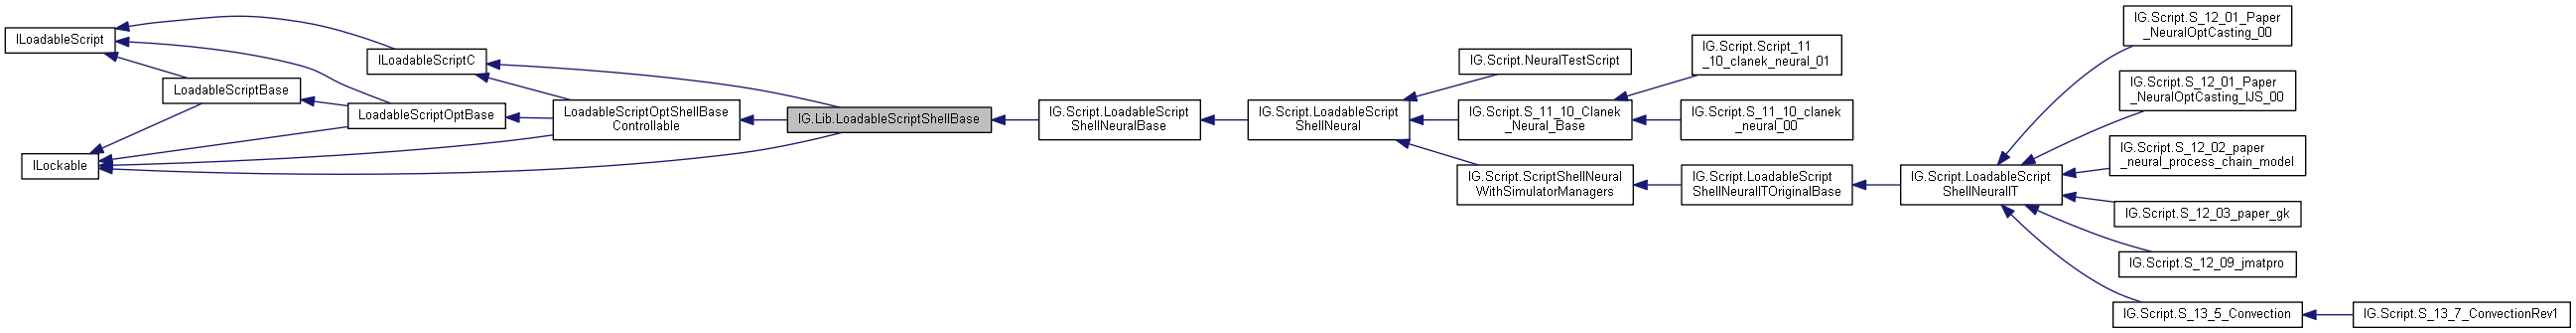 ILoadableScript
ILockable
LoadableScriptBase
ILoadableScriptC
LoadableScriptOptBase
LoadableScriptOptShellBase
Controllable
IG.Lib.LoadableScriptShellBase
IG.Script.LoadableScript
ShellNeuralBase
IG.Script.LoadableScript
ShellNeural
IG.Script.NeuralTestScript
IG.Script.S_11_10_Clanek
_Neural_Base
IG.Script.ScriptShellNeural
WithSimulatorManagers
IG.Script.Script_11
_10_clanek_neural_01
IG.Script.S_11_10_clanek
_neural_00
IG.Script.LoadableScript
ShellNeuralITOriginalBase
IG.Script.LoadableScript
ShellNeuralIT
IG.Script.S_12_01_Paper
_NeuralOptCasting_00
IG.Script.S_12_01_Paper
_NeuralOptCasting_IJS_00
IG.Script.S_12_02_paper
_neural_process_chain_model
IG.Script.S_12_03_paper_gk
IG.Script.S_12_09_jmatpro
IG.Script.S_13_5_Convection
IG.Script.S_13_7_ConvectionRev1